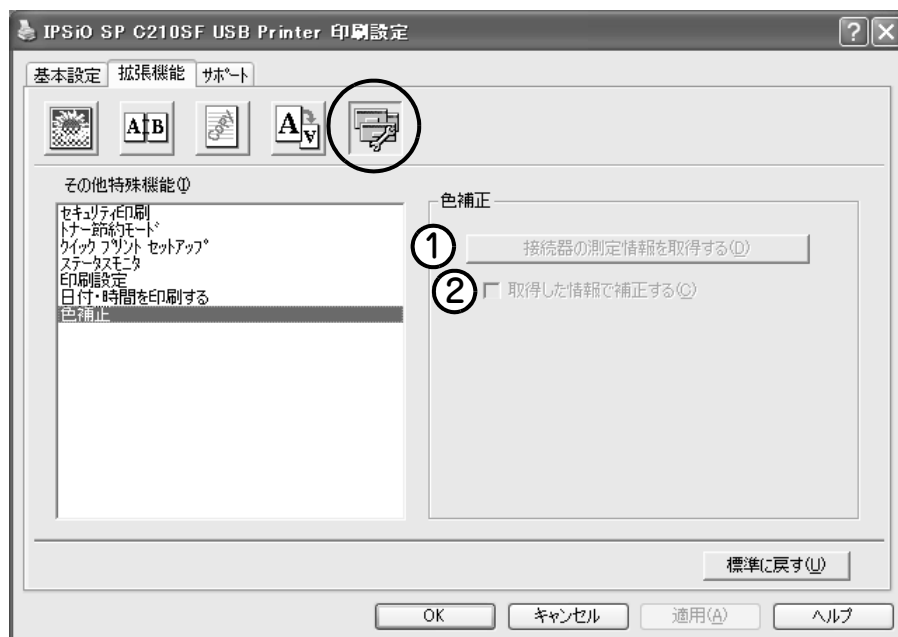 IPSiO SP C210SF USB Printer 印刷設定
基本設定 拡張機能 サポート
A B
Copy
A A
その他特殊機能(I)
セキュリティ印刷
トナー節約モード
クイック プリント セットアップ
ステータスモニタ
印刷設定
日付・時間を印刷する
色補正
色補正
① 接続器の測定情報を取得する(D)
② 取得した情報で補正する(C)
標準に戻す(U)
OK キャンセル 適用(A) ヘルプ